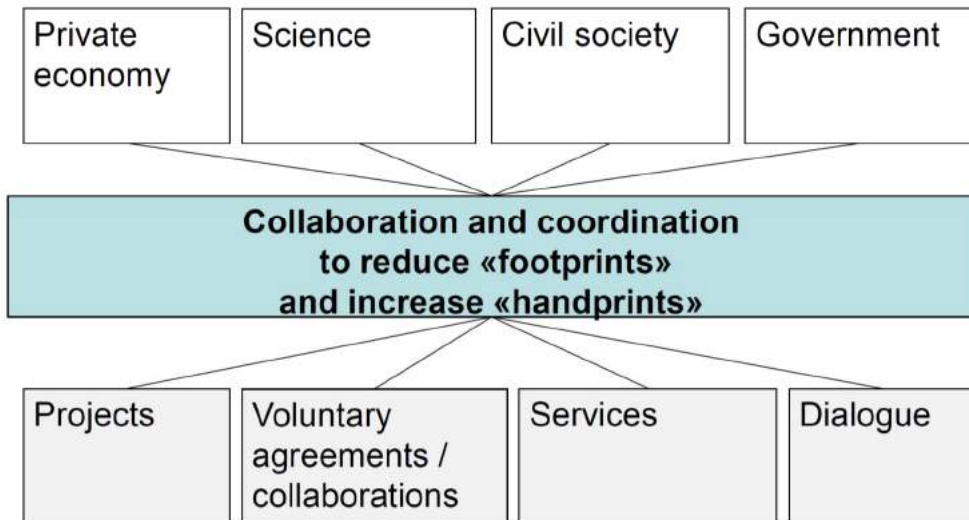 Private
economy
Science
Civil society
Government
Collaboration and coordination
to reduce «footprints»
and increase «handprints»
Projects
Voluntary
agreements /
collaborations
Services
Dialogue